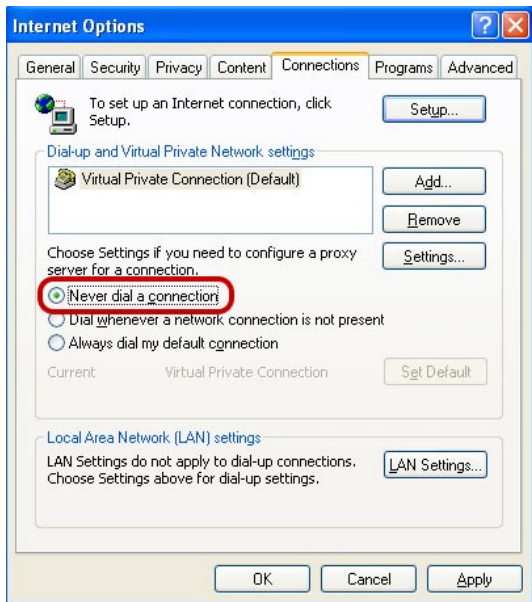 Internet Options
General Security Privacy Content Connections Programs Advanced
To set up an Internet connection, click
Setup.
Setup...
Dial-up and Virtual Private Network settings
Virtual Private Connection (Default)
Add...
Remove
Choose Settings if you need to configure a proxy
server for a connection.
Settings...
Never dial a connection
Dial whenever a network connection is not present
Always dial my default connection
Current Virtual Private Connection Set Default
Local Area Network (LAN) settings
LAN Settings do not apply to dial-up connections.
Choose Settings above for dial-up settings.
LAN Settings...
OK Cancel Apply